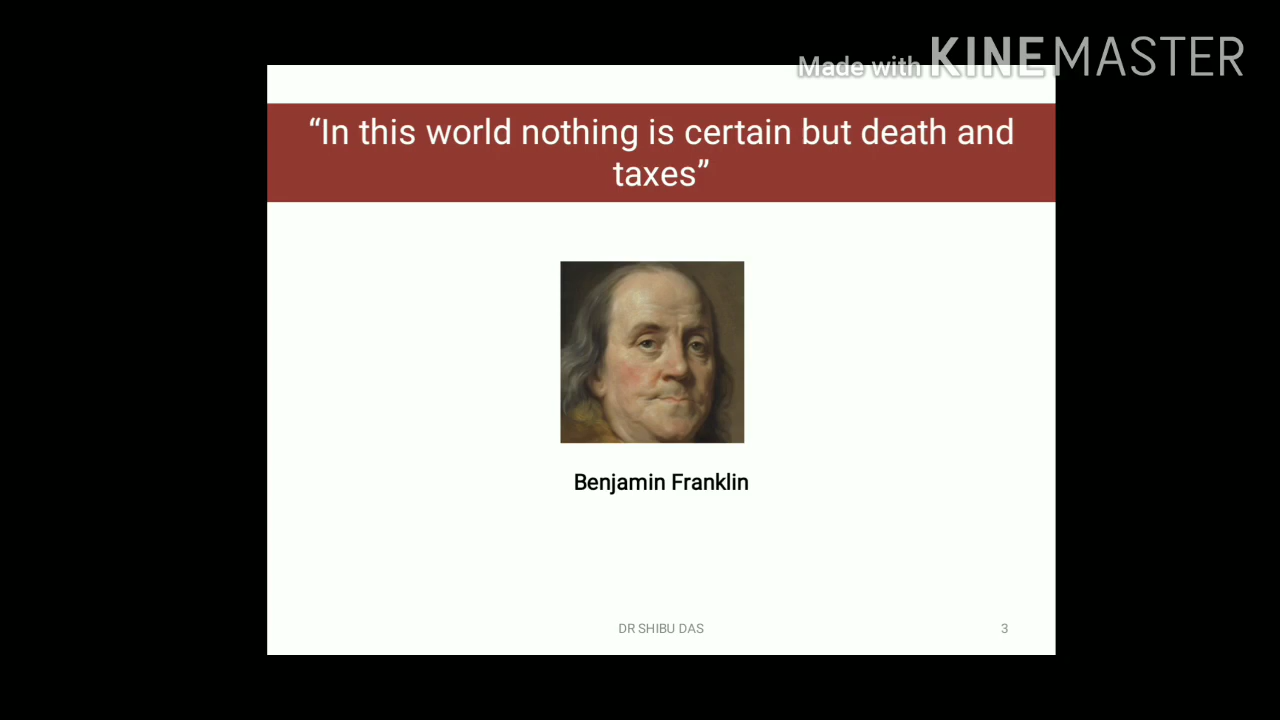 Made with KINEMASTER
“In this world nothing is certain but death and
taxes”
Benjamin Franklin
DR SHIBU DAS
3